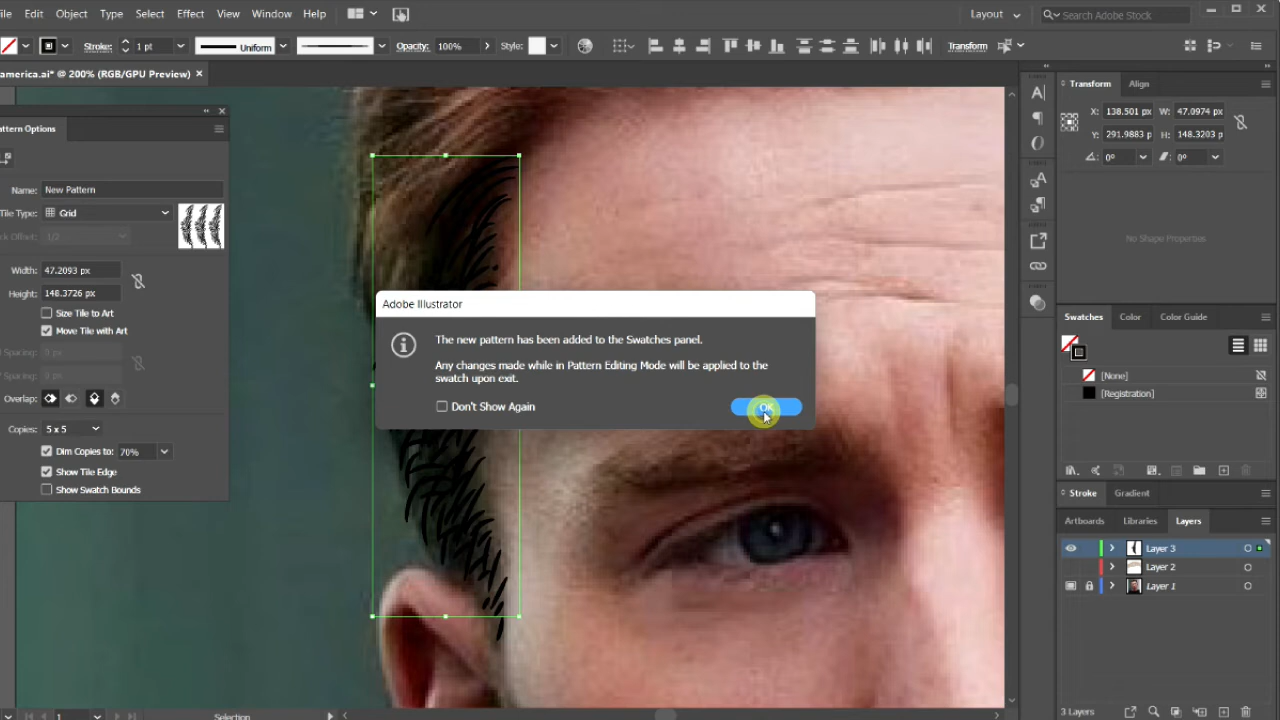 ile Edit Object Type Select Effect View Window Help Layout Search Adobe Stock
Stroke: 1 pt Uniform Opacity: 100% Style: Transform
america.ai* @ 200% (RGB/GPU Preview) ×
attern Options
Name: New Pattern
Tile Type: Grid
ck Offset: 1/2
Width: 47.2093 px
Height: 148.3726 px
Size Tile to Art
Move Tile with Art
Spacing: 0 px
Spacing: 0 px
Overlap:
Copies: 5 x 5
Dim Copies to: 70%
Show Tile Edge
Show Swatch Bounds
Adobe Illustrator
The new pattern has been added to the Swatches panel.
Any changes made while in Pattern Editing Mode will be applied to the
swatch upon exit.
Don't Show Again
OK
Transform Align
X: 138.501 px W: 47.0974 px
Y: 291.9883 p H: 148.3203 p
0° 0°
No Shape Properties
Swatches Color Color Guide
[None]
[Registration]
Stroke Gradient
Artboards Libraries Layers
Layer 3
Layer 2
Layer 1
3 Layers
1 Selection